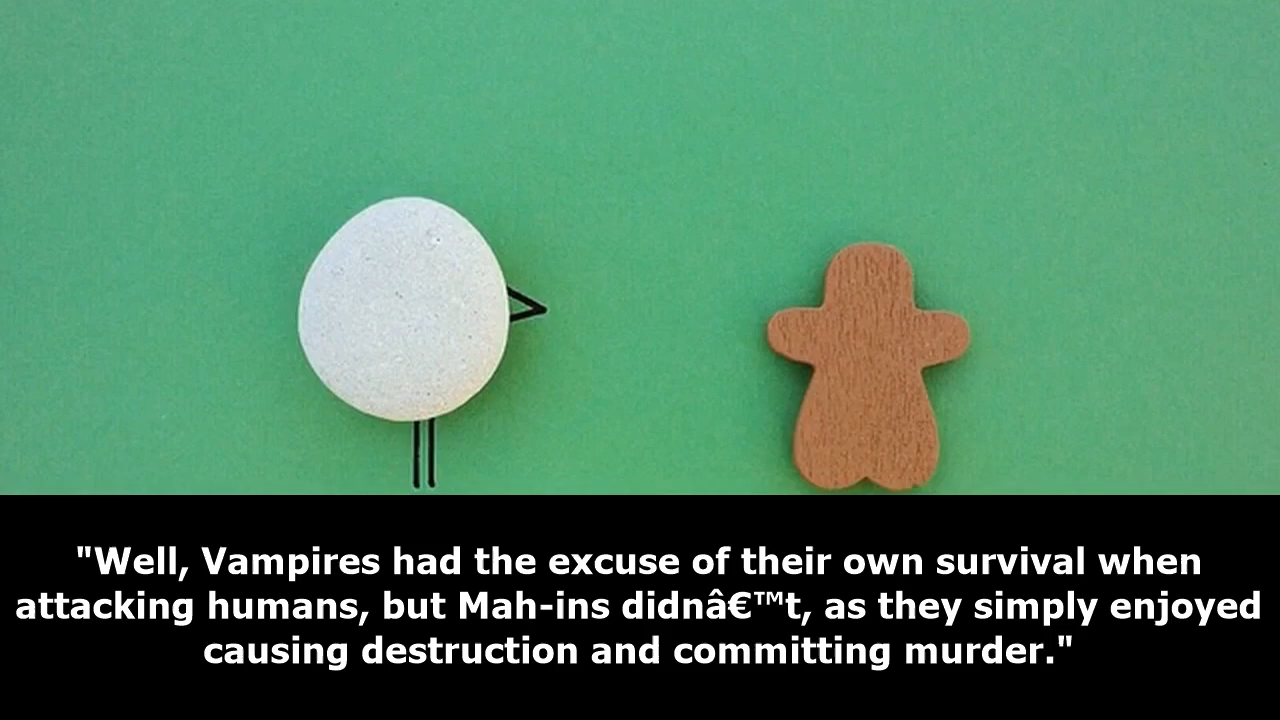 "Well, Vampires had the excuse of their own survival when
attacking humans, but Mah-ins didnâ€™t, as they simply enjoyed
causing destruction and committing murder."